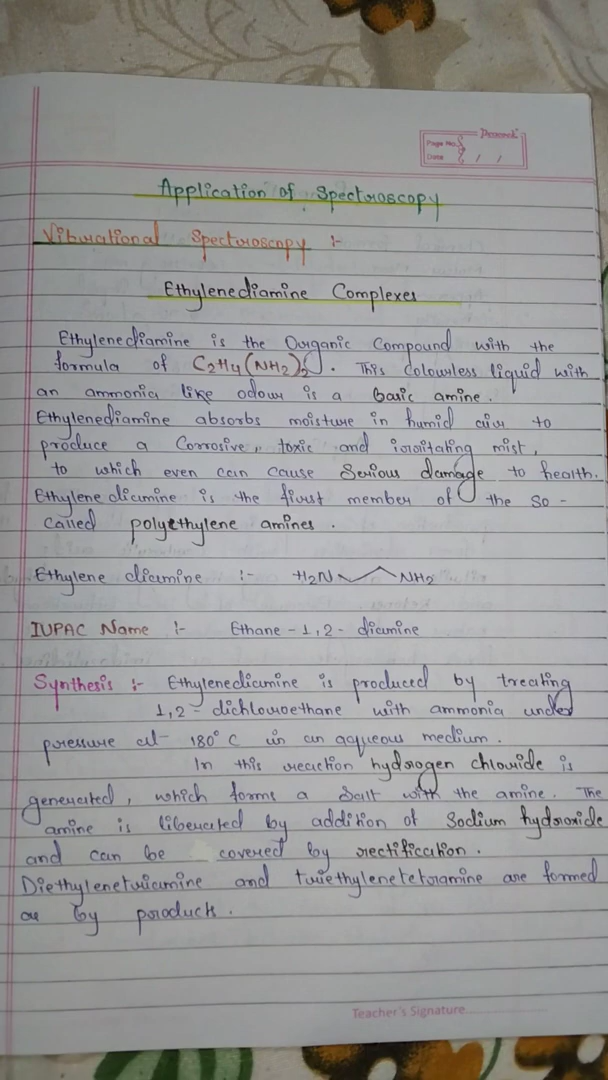 Peacock
Page No.
Date / /
Application of Spectroscopy
Vibrational Spectroscopy :-
Ethylenediamine Complexes
Ethylenediamine is the Organic Compound with the
formula of C2H4(NH2)2. This Colourless liquid with
an ammonia like odour is a basic amine.
Ethylenediamine absorbs moisture in humid air to
produce a Corrosive, toxic and irritating mist,
to which even can cause Serious damage to health.
Ethylene diamine is the first member of the so-
called polyethylene amines.
Ethylene diamine :- H2N NH2
IUPAC Name :- Ethane-1,2-diamine
Synthesis :- Ethylenediamine is produced by treating
1,2-dichloroethane with ammonia under
pressure at 180°C in an aqueous medium.
In this reaction hydrogen chloride is
generated, which forms a Salt with the amine. The
amine is liberated by addition of Sodium hydroxide
and can be covered by rectification.
Diethylenetriamine and triethylenetetramine are formed
as by products.
Teacher's Signature